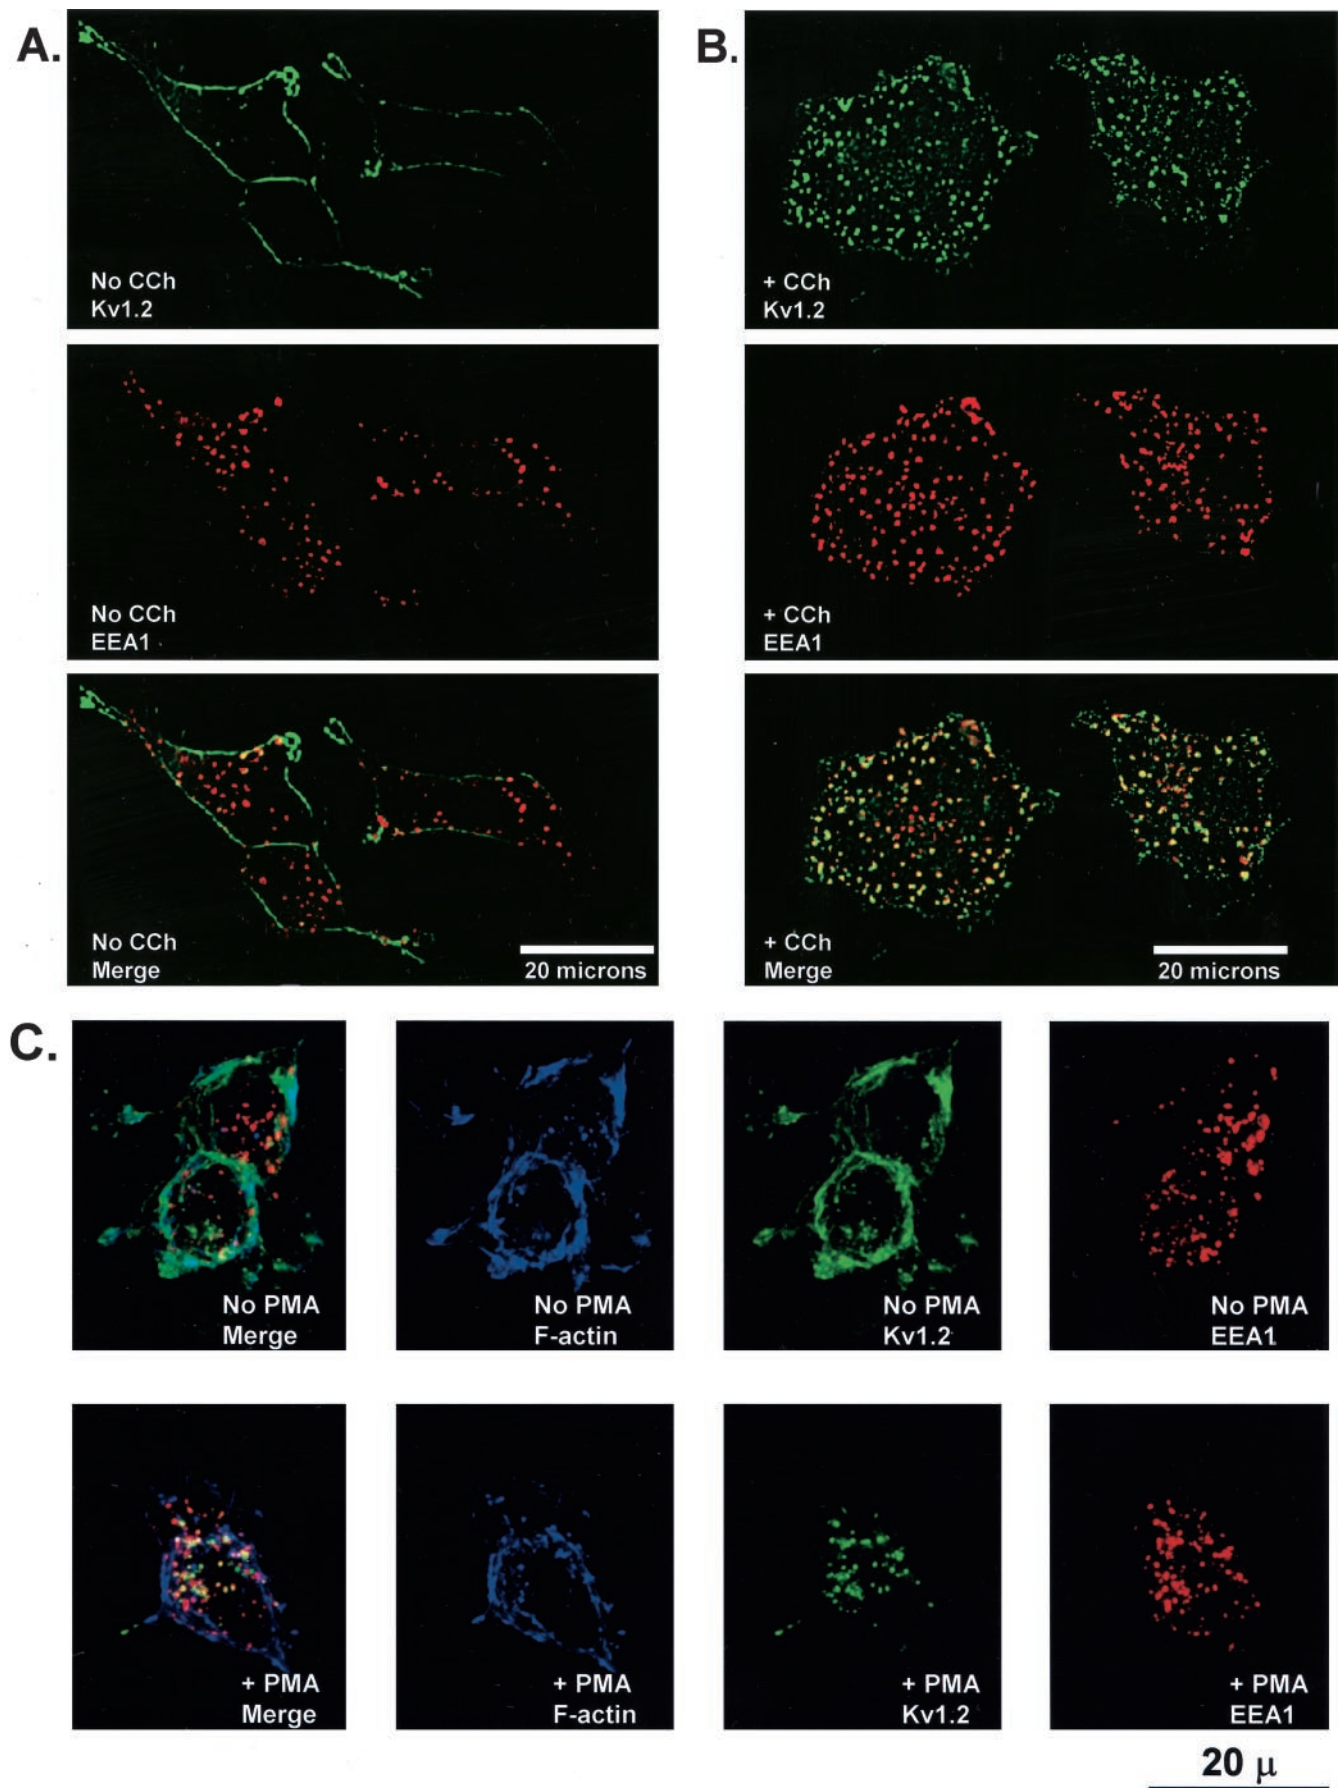 A.
No CCh
Kv1.2
No CCh
EEA1
No CCh
Merge
20 microns
B.
+ CCh
Kv1.2
+ CCh
EEA1
+ CCh
Merge
20 microns
C.
No PMA
Merge
No PMA
F-actin
No PMA
Kv1.2
No PMA
EEA1
+ PMA
Merge
+ PMA
F-actin
+ PMA
Kv1.2
+ PMA
EEA1
20 μ